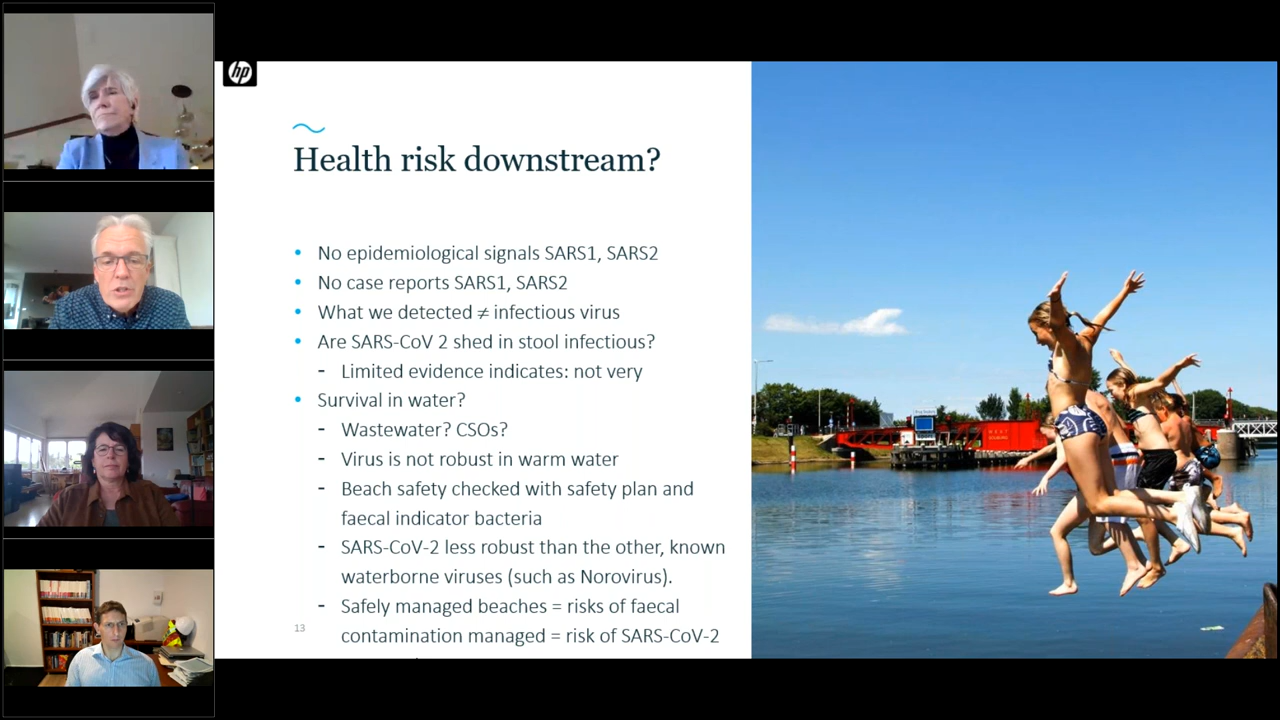 hp
Health risk downstream?
• No epidemiological signals SARS1, SARS2
• No case reports SARS1, SARS2
• What we detected ≠ infectious virus
• Are SARS-CoV 2 shed in stool infectious?
- Limited evidence indicates: not very
• Survival in water?
- Wastewater? CSOs?
- Virus is not robust in warm water
- Beach safety checked with safety plan and
faecal indicator bacteria
- SARS-CoV-2 less robust than the other, known
waterborne viruses (such as Norovirus).
- Safely managed beaches = risks of faecal
13
contamination managed = risk of SARS-CoV-2